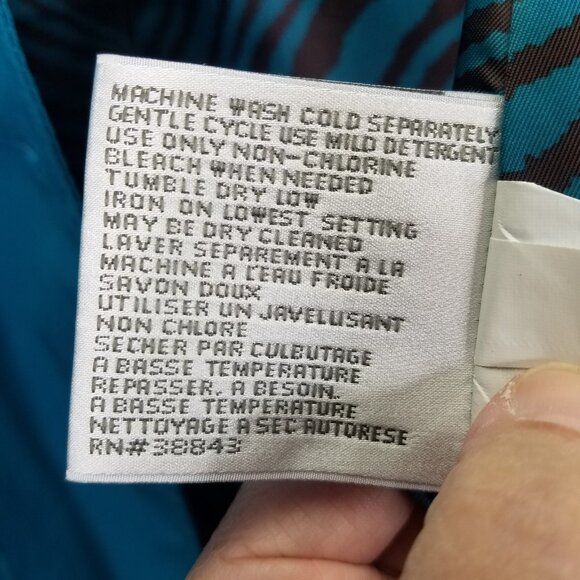 MACHINE WASH COLD SEPARATELY
GENTLE CYCLE USE MILD DETERGENT
USE ONLY NON-CHLORINE
BLEACH WHEN NEEDED
TUMBLE DRY LOW
IRON ON LOWEST SETTING
MAY BE DRY CLEANED
LAVER SEPAREMENT A LA
MACHINE A L'EAU FROIDE
SAVON DOUX
UTILISER UN JAVELUSANT
NON CHLORE
SECHER PAR CULBUTAGE
A BASSE TEMPERATURE
REPASSER, A BESOIN,
A BASSE TEMPERATURE
NETTOYAGE A SEC AUTORESE
RN#38843